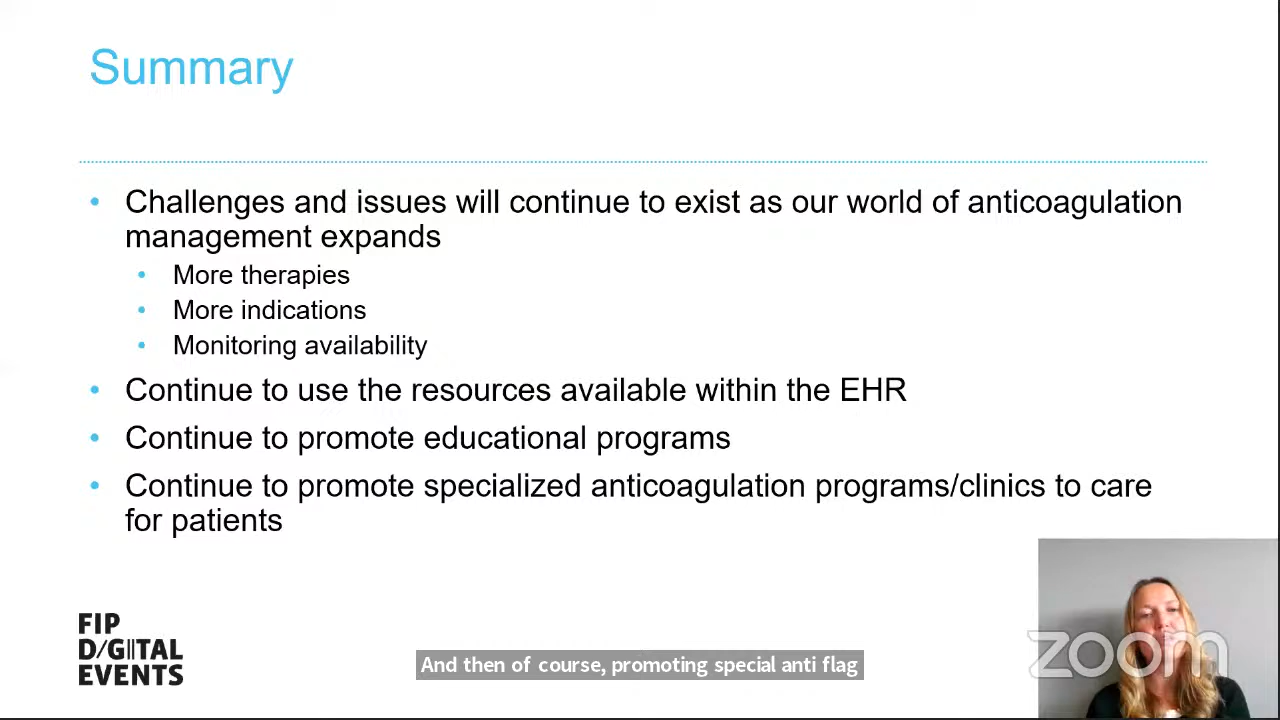 Summary
• Challenges and issues will continue to exist as our world of anticoagulation
management expands
• More therapies
• More indications
• Monitoring availability
• Continue to use the resources available within the EHR
• Continue to promote educational programs
• Continue to promote specialized anticoagulation programs/clinics to care
for patients
FIP
D/G/TAL
EVENTS
And then of course, promoting special anti flag
zoom